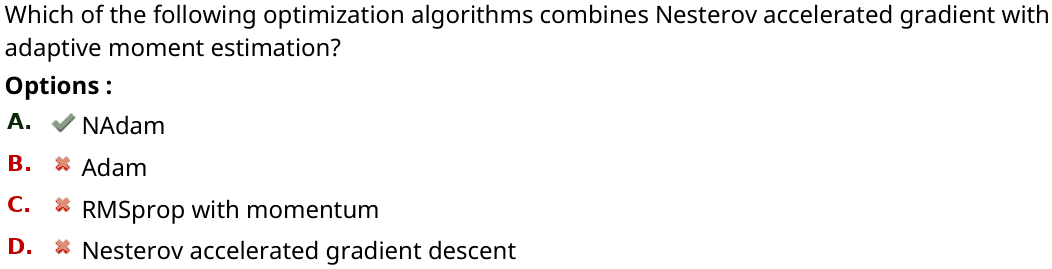 Which of the following optimization algorithms combines Nesterov accelerated gradient with
adaptive moment estimation?
Options :
A. NAdam
B. Adam
C. RMSprop with momentum
D. Nesterov accelerated gradient descent